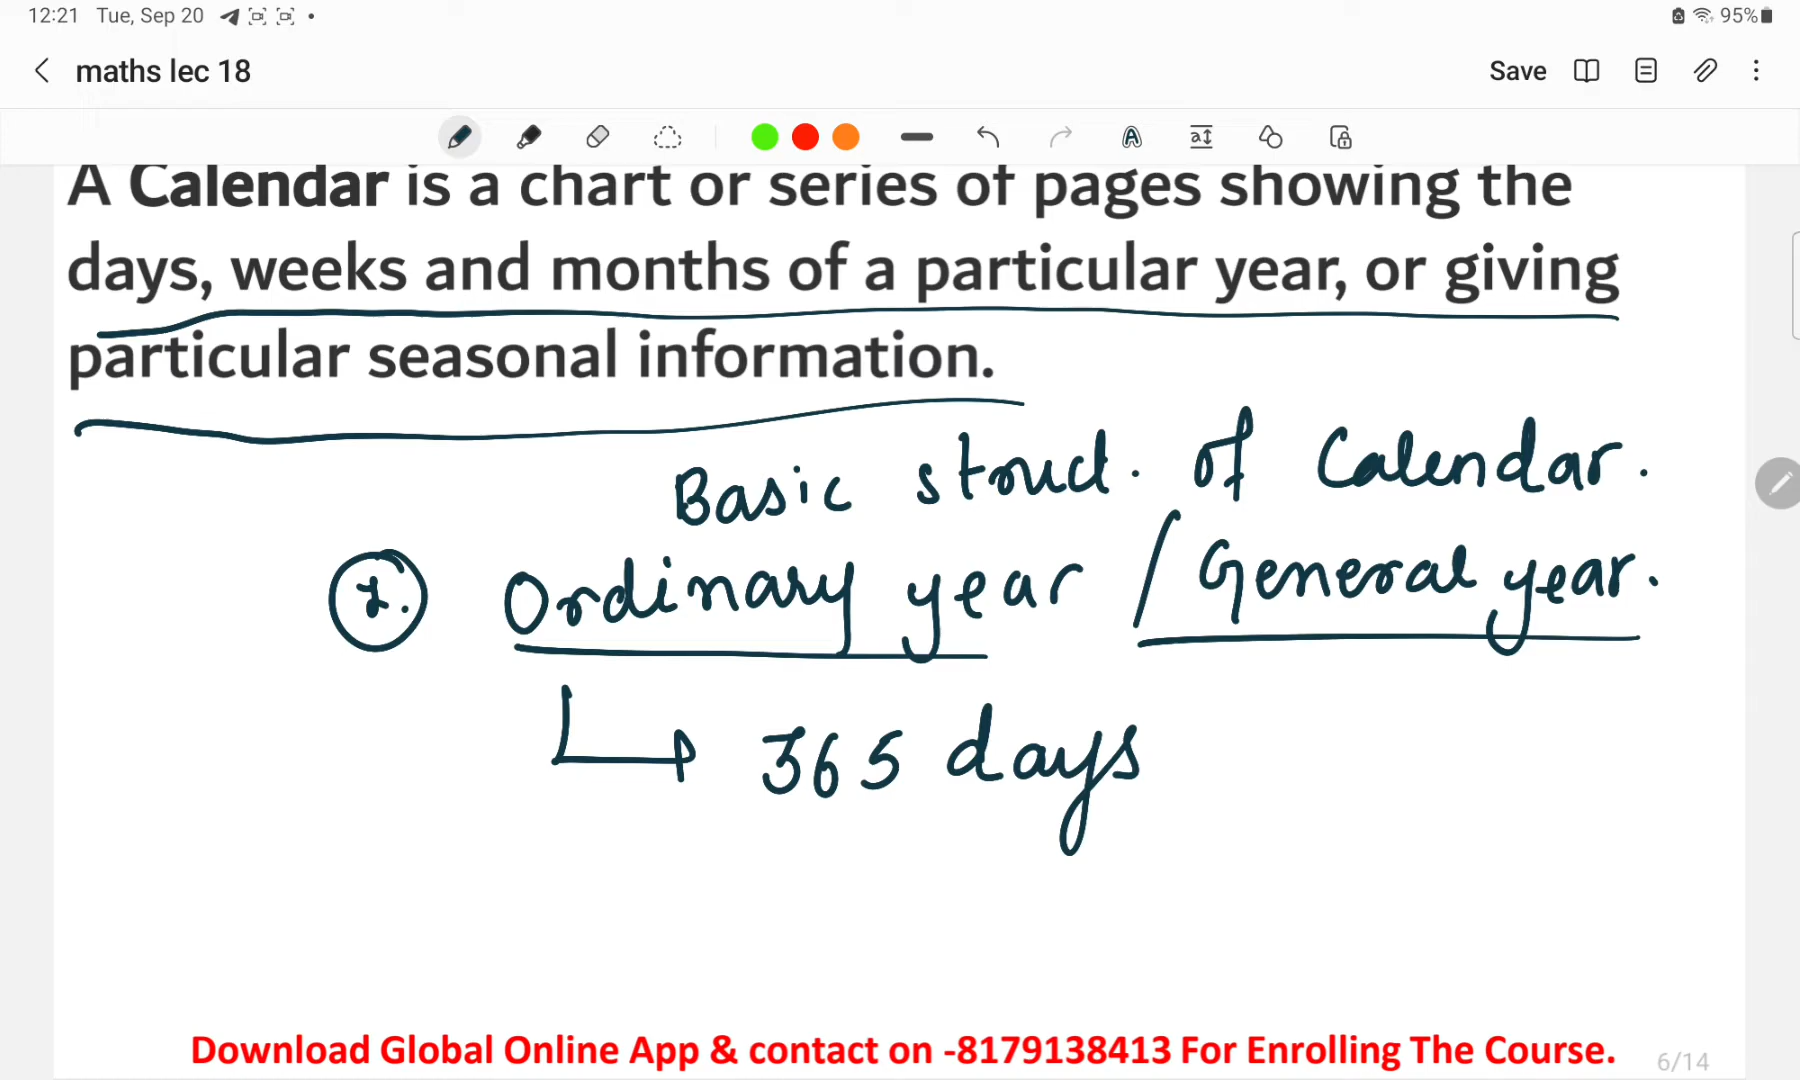 12:21 Tue, Sep 20 95%
maths lec 18 Save
A Calendar is a chart or series of pages showing the
days, weeks and months of a particular year, or giving
particular seasonal information.
Basic struct. of Calendar.
1. Ordinary year / General year.
365 days
Download Global Online App & contact on -8179138413 For Enrolling The Course.
6/14